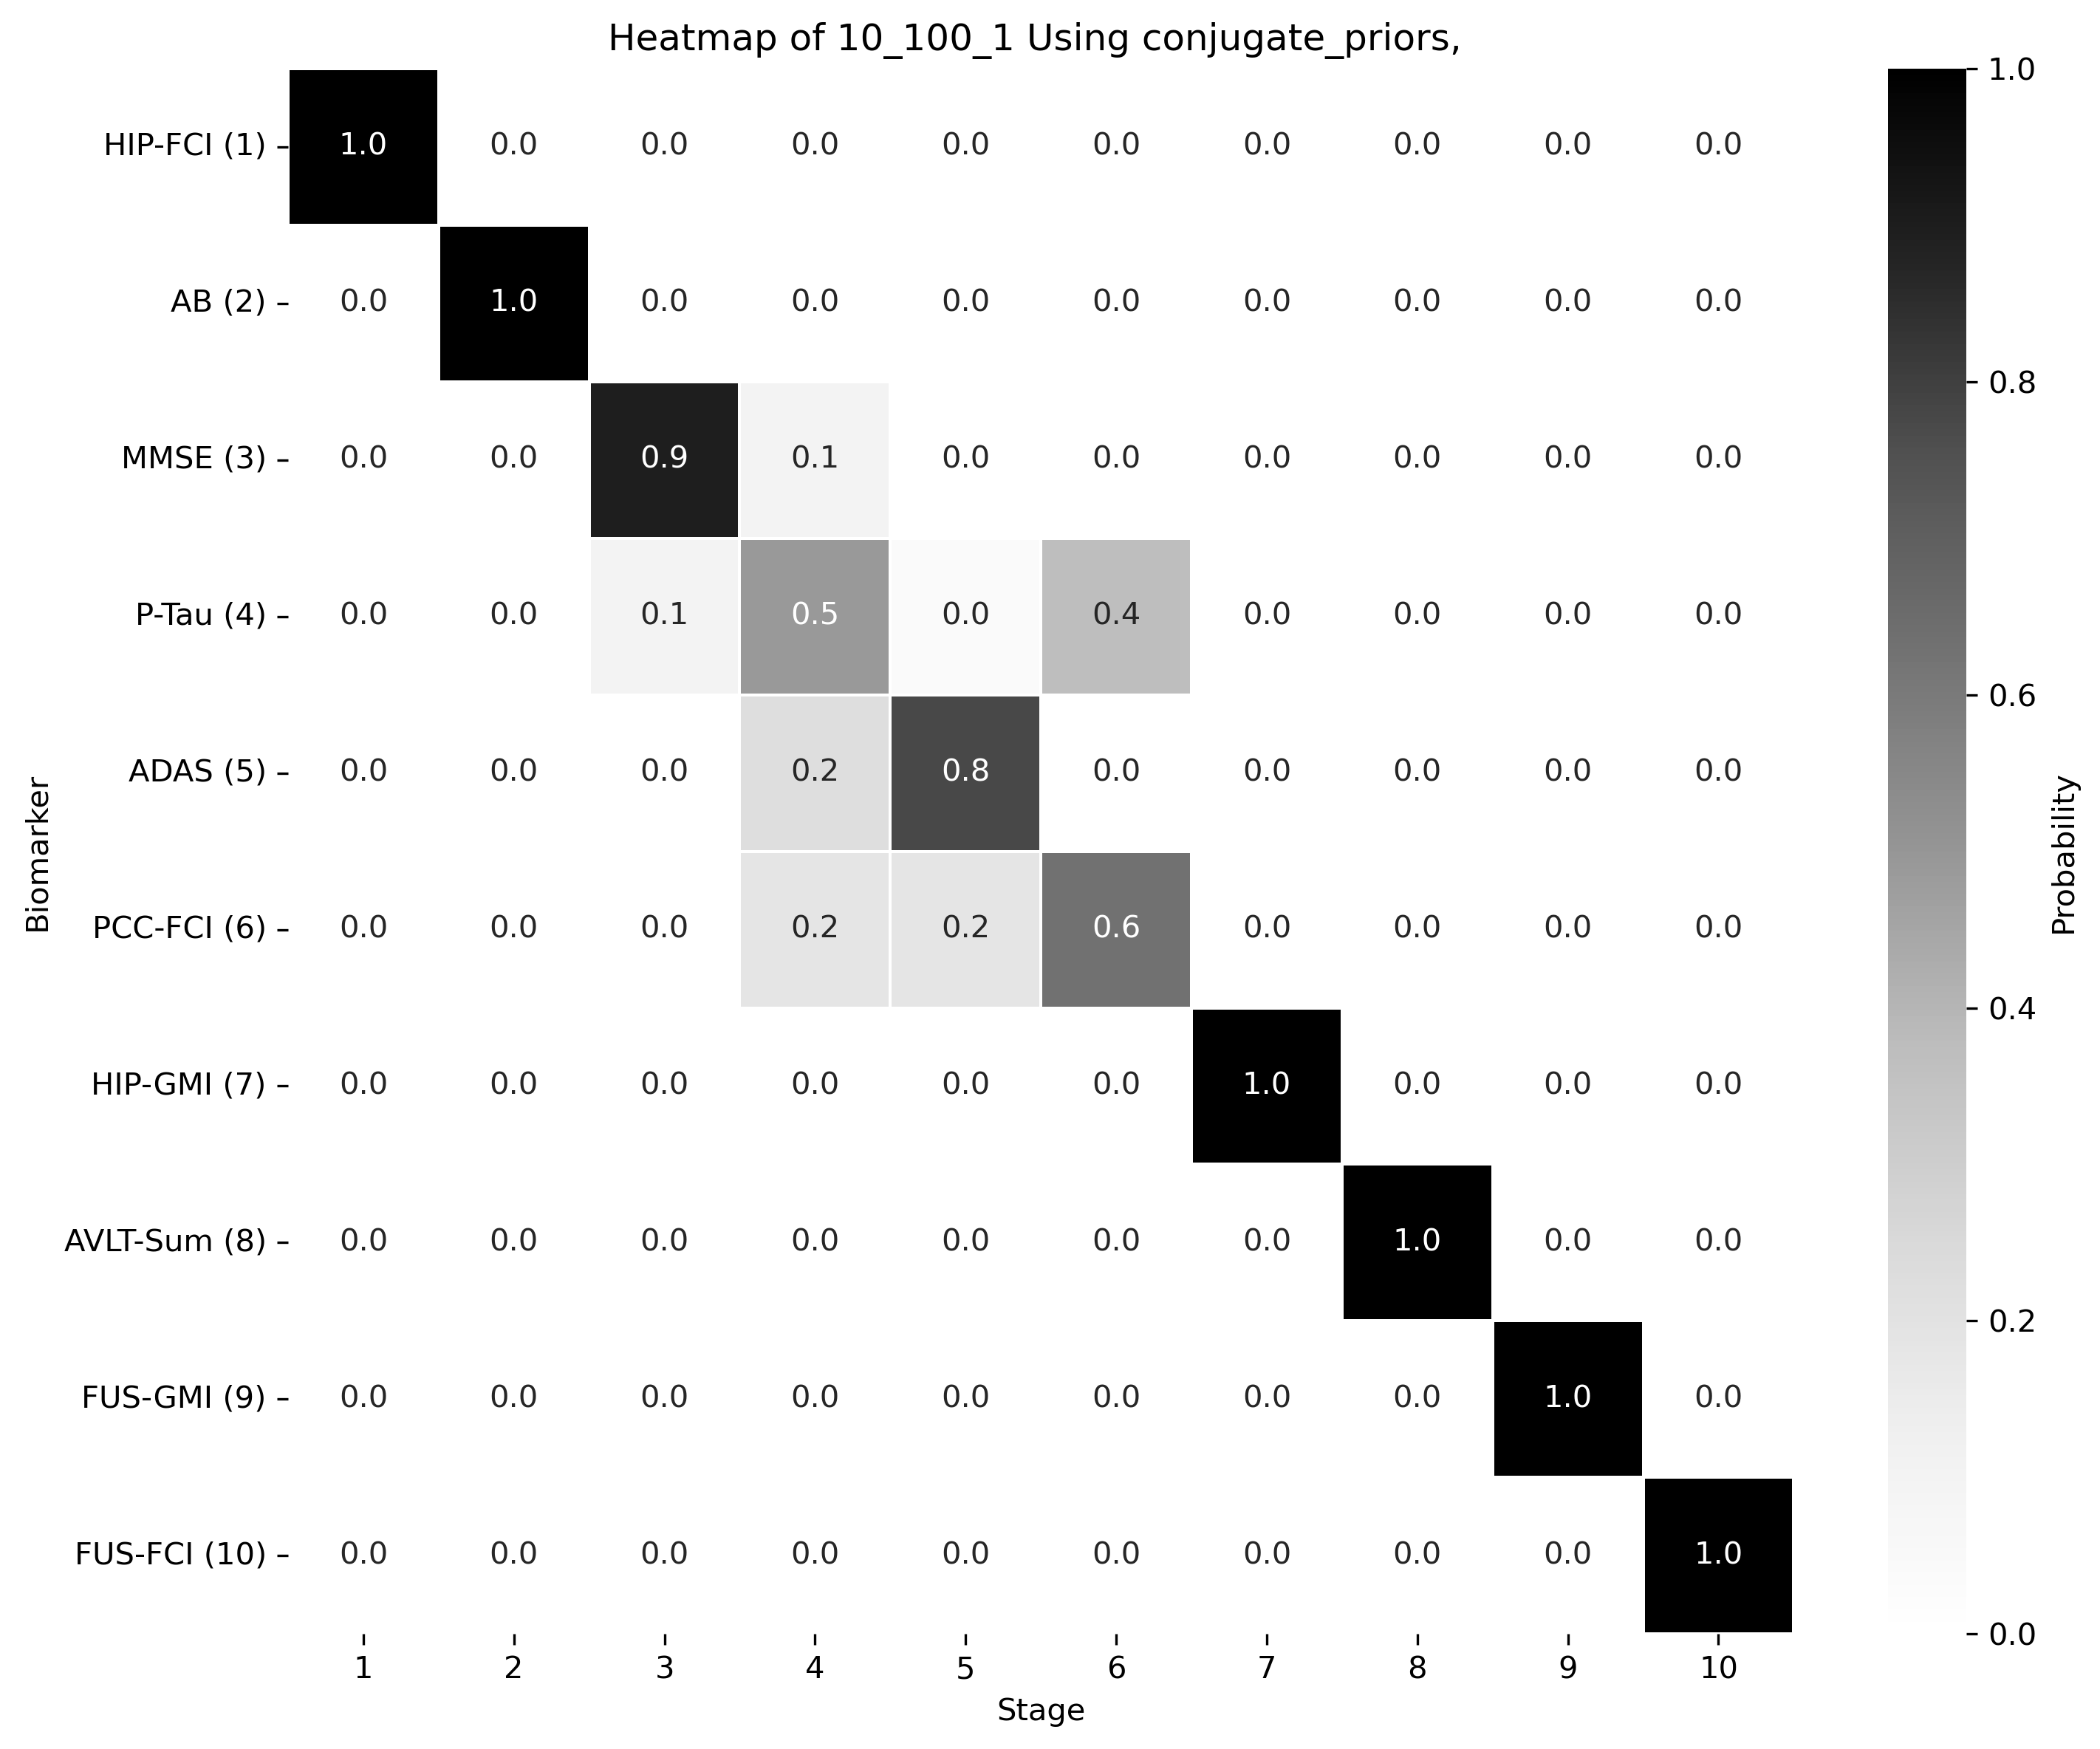 Heatmap of 10_100_1 Using conjugate_priors,
HIP-FCI (1) 1.0 0.0 0.0 0.0 0.0 0.0 0.0 0.0 0.0 0.0
AB (2) 0.0 1.0 0.0 0.0 0.0 0.0 0.0 0.0 0.0 0.0
MMSE (3) 0.0 0.0 0.9 0.1 0.0 0.0 0.0 0.0 0.0 0.0
P-Tau (4) 0.0 0.0 0.1 0.5 0.0 0.4 0.0 0.0 0.0 0.0
ADAS (5) 0.0 0.0 0.0 0.2 0.8 0.0 0.0 0.0 0.0 0.0
PCC-FCI (6) 0.0 0.0 0.0 0.2 0.2 0.6 0.0 0.0 0.0 0.0
HIP-GMI (7) 0.0 0.0 0.0 0.0 0.0 0.0 1.0 0.0 0.0 0.0
AVLT-Sum (8) 0.0 0.0 0.0 0.0 0.0 0.0 0.0 1.0 0.0 0.0
FUS-GMI (9) 0.0 0.0 0.0 0.0 0.0 0.0 0.0 0.0 1.0 0.0
FUS-FCI (10) 0.0 0.0 0.0 0.0 0.0 0.0 0.0 0.0 0.0 1.0
1 2 3 4 5 6 7 8 9 10
Stage
Biomarker
1.0
0.8
0.6
0.4
0.2
0.0
Probability